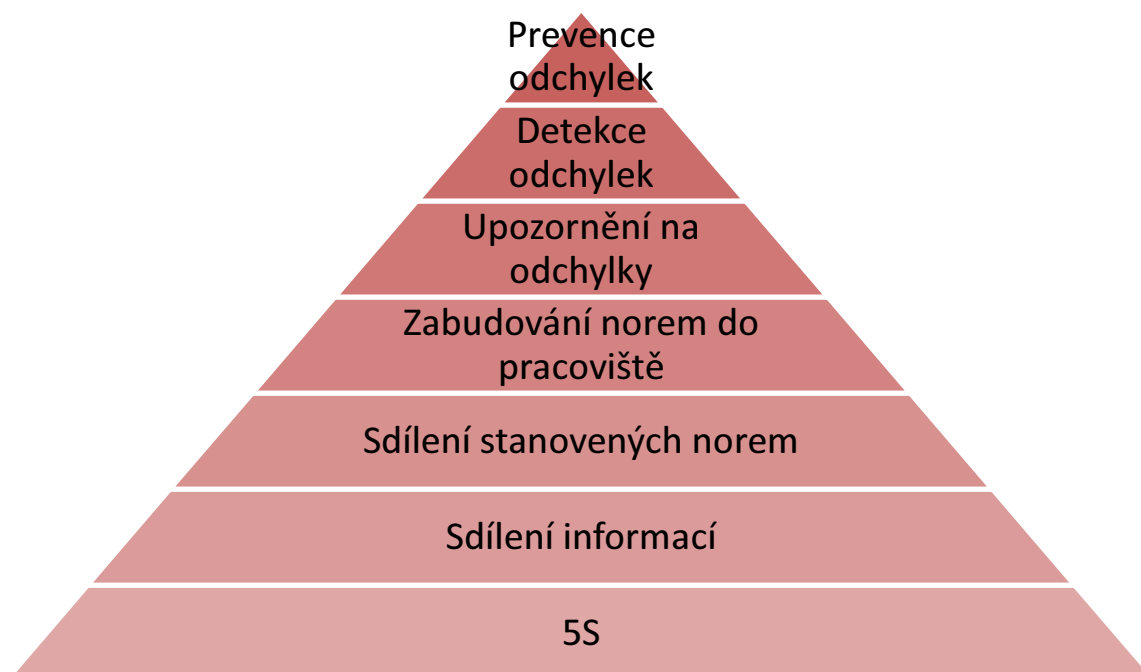 Prevence
odchylek
Detekce
odchylek
Upozornění na
odchylky
Zabudování norem do
pracoviště
Sdílení stanovených norem
Sdílení informací
5S